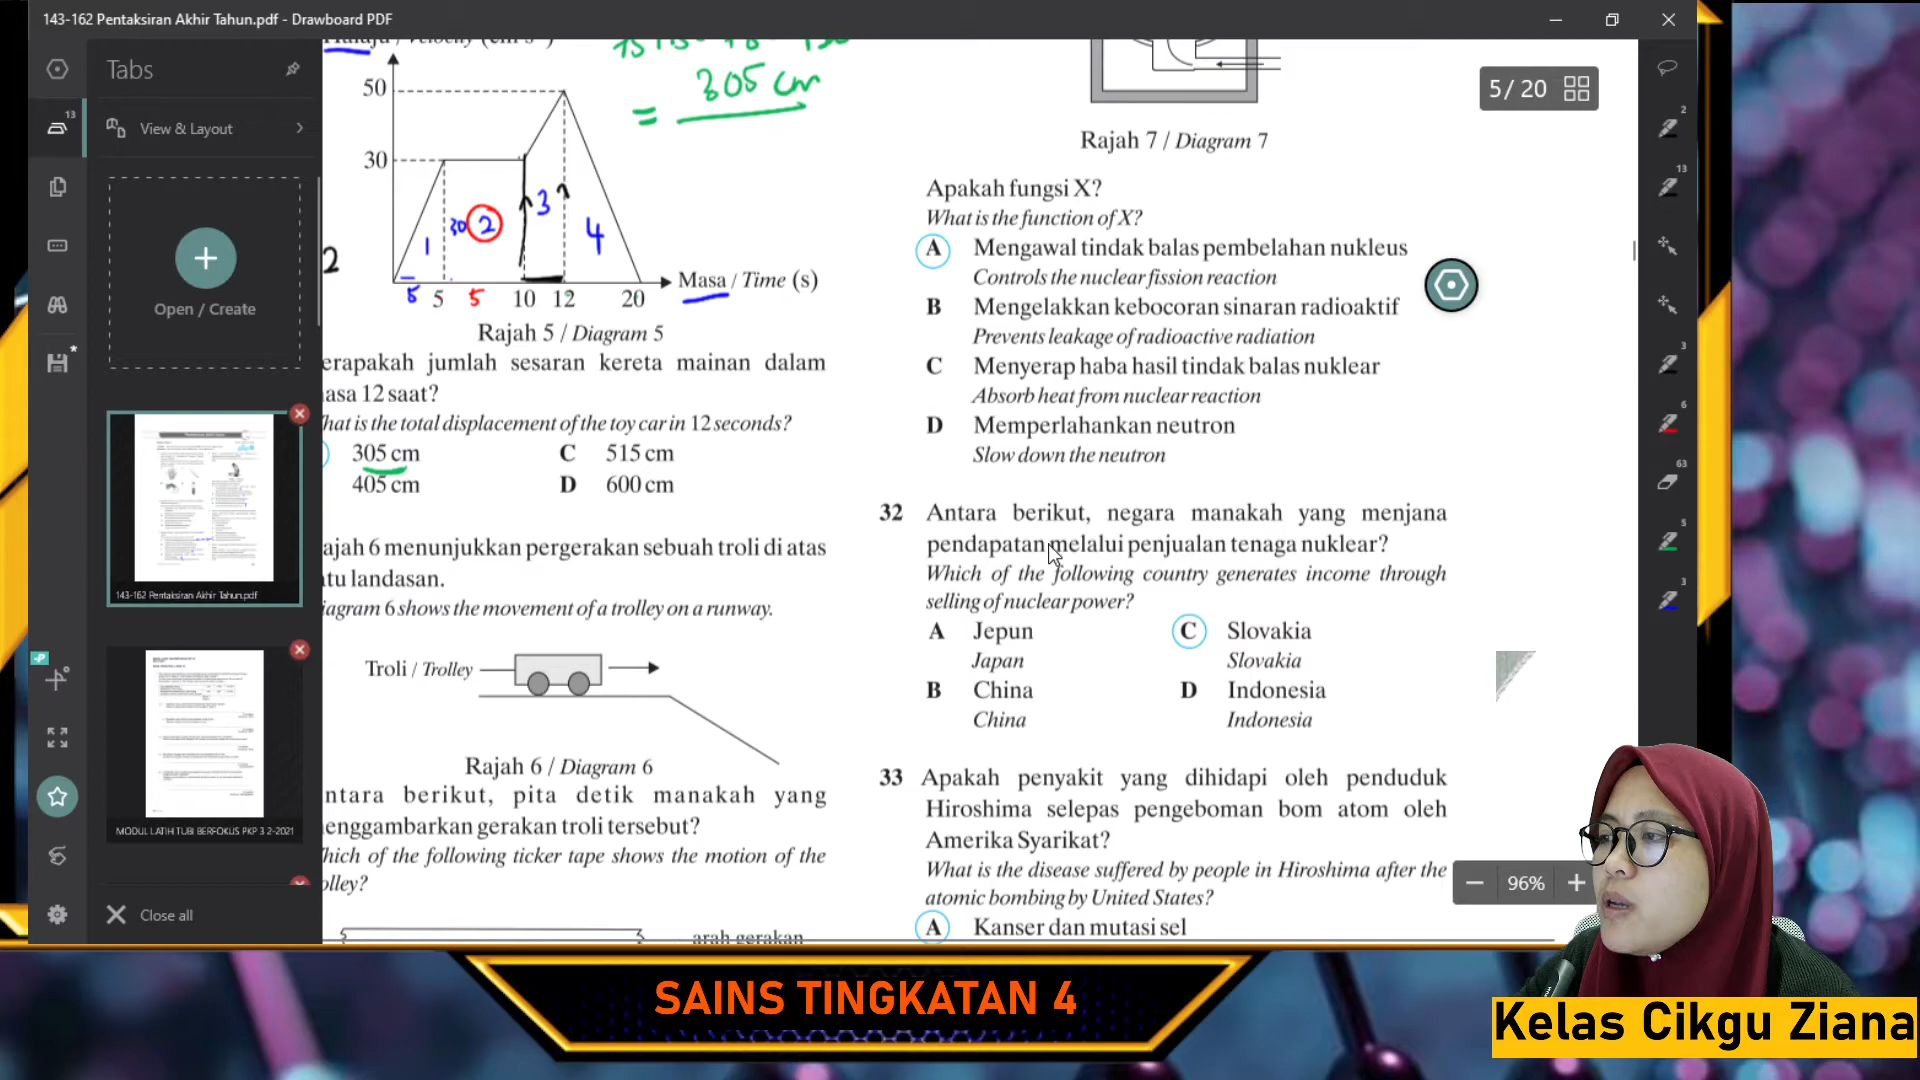 143-162 Pentaksiran Akhir Tahun.pdf - Drawboard PDF
Tabs
13
View & Layout
Open / Create
143-162 Pentaksiran Akhir Tahun.pdf
MODUL LATIH TUBI BERFOKUS PKP 3 2-2021
Close all
Halaju / Velocity (cm s
305 cm
=
50
30
30
2
1
3
4
2
5
5
5
10
12
20
Masa / Time (s)
Rajah 5 / Diagram 5
erapakah jumlah sesaran kereta mainan dalam
asa 12 saat?
hat is the total displacement of the toy car in 12 seconds?
305 cm
C 515 cm
405 cm
D 600 cm
ajah 6 menunjukkan pergerakan sebuah troli di atas
tu landasan.
iagram 6 shows the movement of a trolley on a runway.
Troli / Trolley
Rajah 6 / Diagram 6
ntara berikut, pita detik manakah yang
enggambarkan gerakan troli tersebut?
hich of the following ticker tape shows the motion of the
olley?
arah gerakan
Rajah 7 / Diagram 7
Apakah fungsi X?
What is the function of X?
A Mengawal tindak balas pembelahan nukleus
Controls the nuclear fission reaction
B Mengelakkan kebocoran sinaran radioaktif
Prevents leakage of radioactive radiation
C Menyerap haba hasil tindak balas nuklear
Absorb heat from nuclear reaction
D Memperlahankan neutron
Slow down the neutron
32 Antara berikut, negara manakah yang menjana
pendapatan melalui penjualan tenaga nuklear?
Which of the following country generates income through
selling of nuclear power?
A Jepun
Japan
C Slovakia
Slovakia
B China
China
D Indonesia
Indonesia
33 Apakah penyakit yang dihidapi oleh penduduk
Hiroshima selepas pengeboman bom atom oleh
Amerika Syarikat?
What is the disease suffered by people in Hiroshima after the
atomic bombing by United States?
A Kanser dan mutasi sel
5 / 20
2
13
3
6
63
5
3
96%
SAINS TINGKATAN 4
Kelas Cikgu Ziana